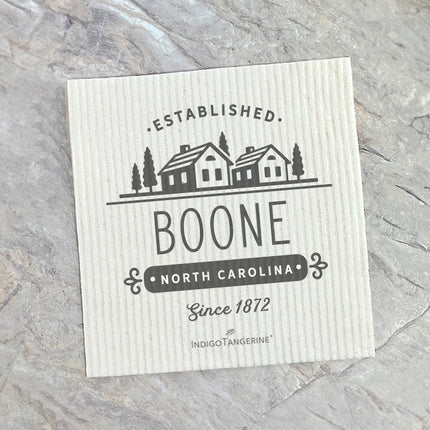 •ESTABLISHED•
BOONE
•NORTH CAROLINA•
Since 1872
INDIGOTANGERINE®